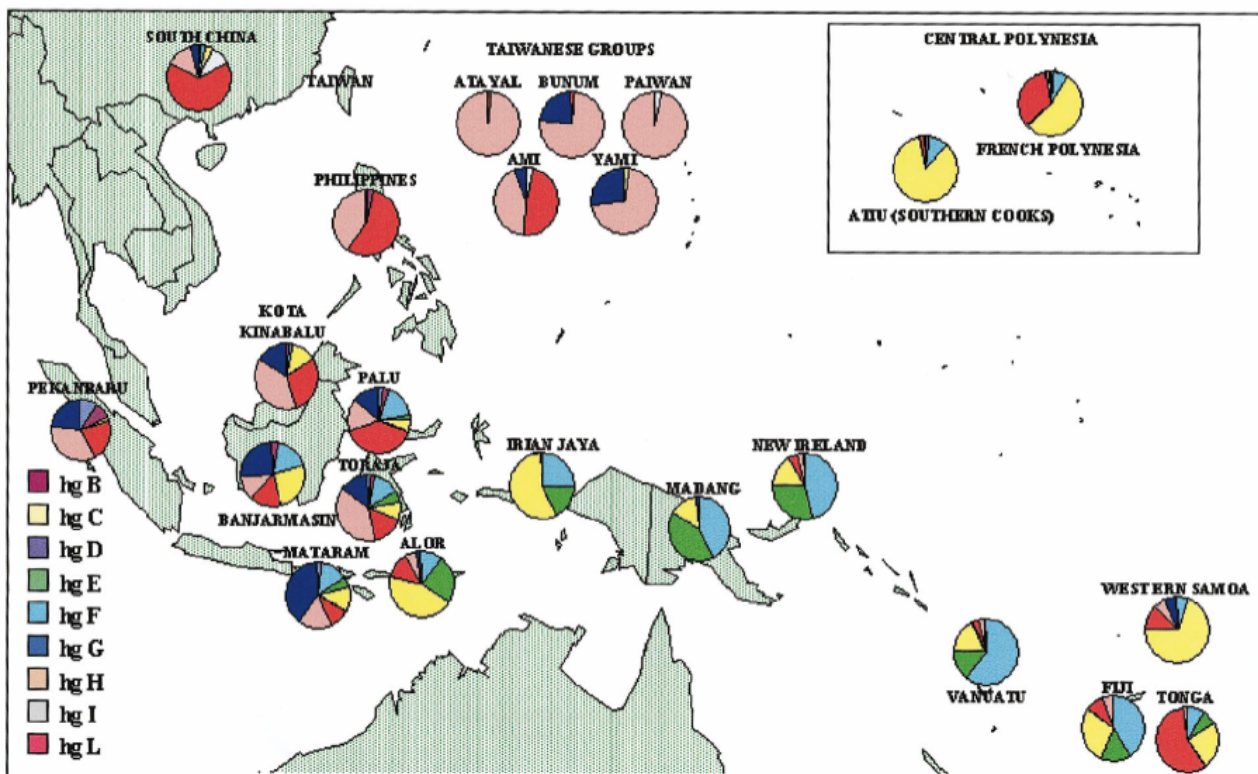 SOUTH CHINA
TAIWAN
TAIWANESE GROUPS
ATAYAL
BUNUM
PAIWAN
AMI
YAMI
CENTRAL POLYNESIA
FRENCH POLYNESIA
ATIU (SOUTHERN COOKS)
PHILIPPINES
KOTA
KINABALU
PEKANBARU
PALU
TORAJA
BANJARMASIN
MATARAM
ALOR
IRIAN JAYA
MADANG
NEW IRELAND
VANUATU
WESTERN SAMOA
FIJI
TONGA
hg B
hg C
hg D
hg E
hg F
hg G
hg H
hg I
hg L